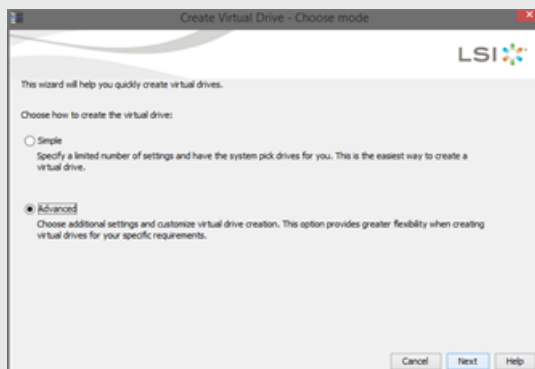 Create Virtual Drive - Choose mode
LSI
This wizard will help you quickly create virtual drives.
Choose how to create the virtual drive:
Simple
Specify a limited number of settings and have the system pick drives for you. This is the easiest way to create a
virtual drive.
Advanced
Choose additional settings and customize virtual drive creation. This option provides greater flexibility when creating
virtual drives for your specific requirements.
Cancel Next Help